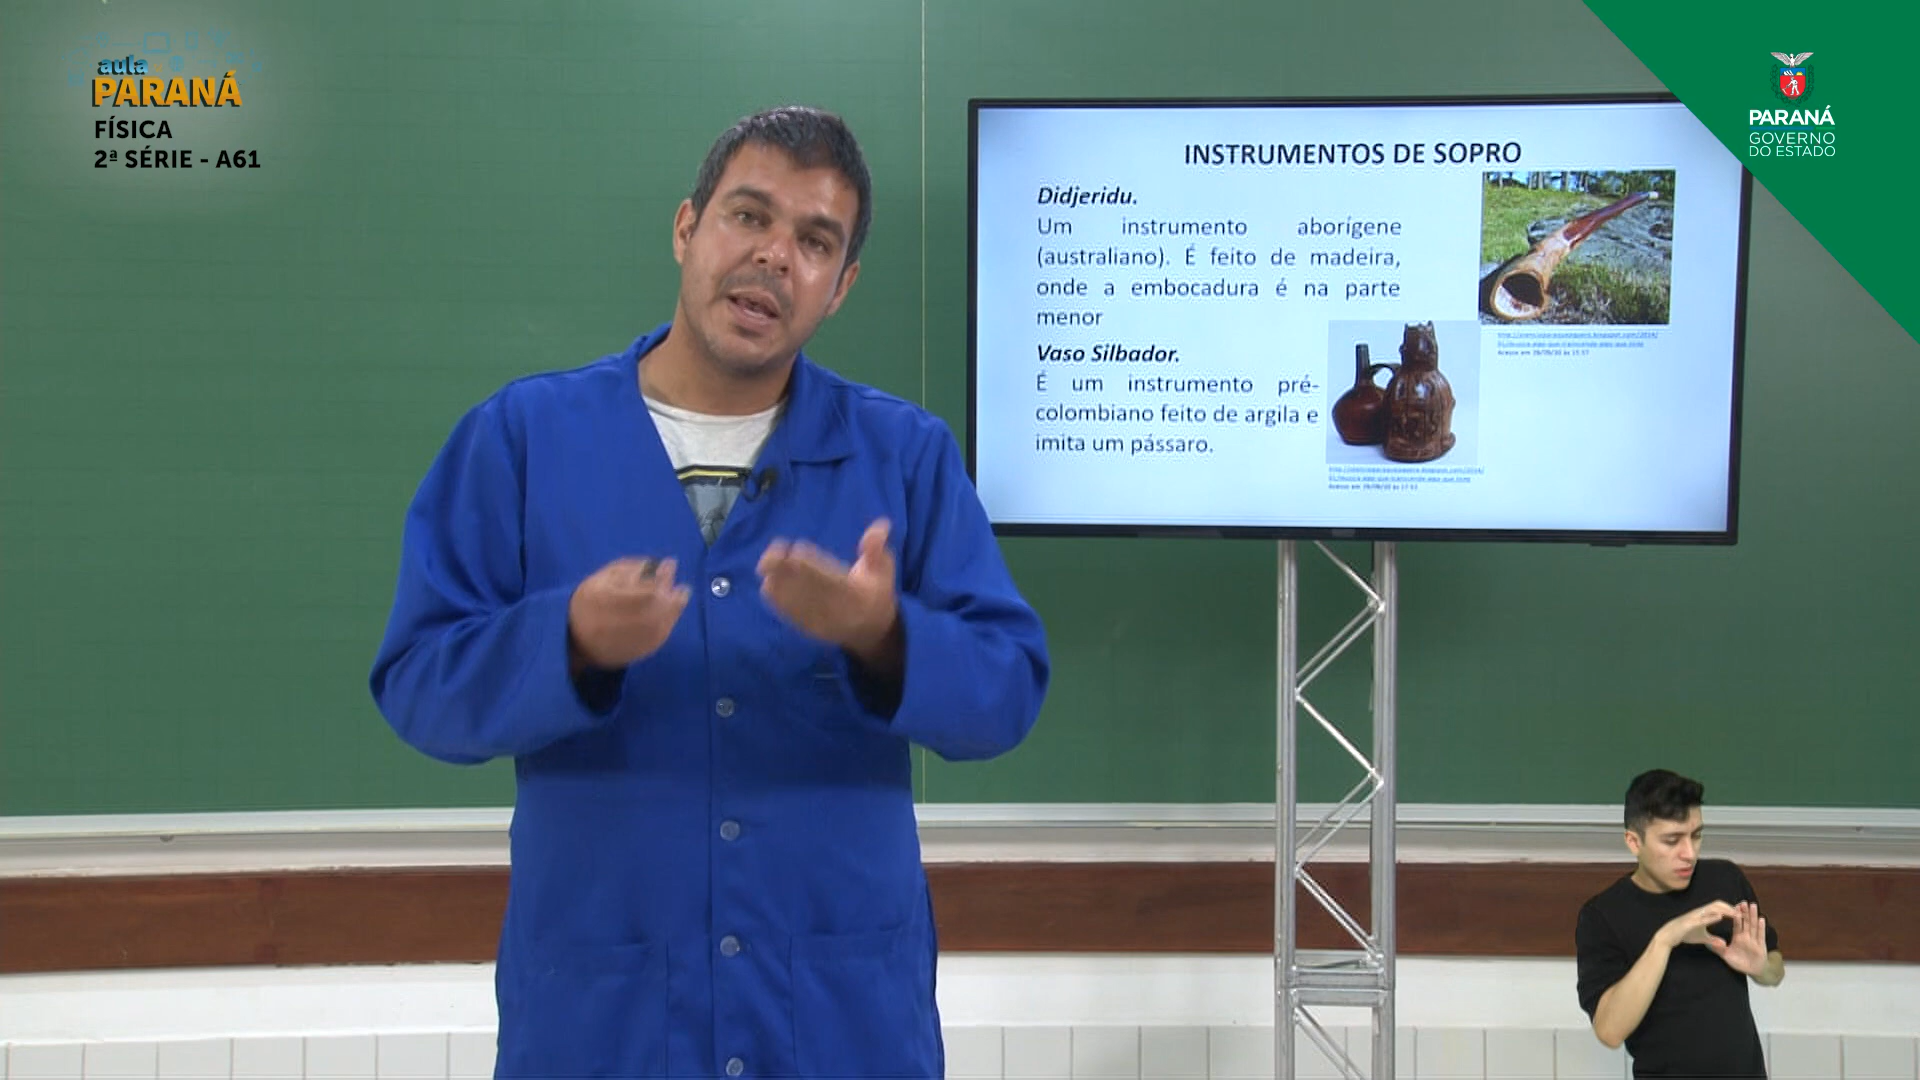 aula
PARANÁ
FÍSICA
2ª SÉRIE - A61
PARANÁ
GOVERNO
DO ESTADO
INSTRUMENTOS DE SOPRO
Didjeridu.
Um instrumento aborígene
(australiano). É feito de madeira,
onde a embocadura é na parte
menor
Vaso Silbador.
É um instrumento pré-
colombiano feito de argila e
imita um pássaro.